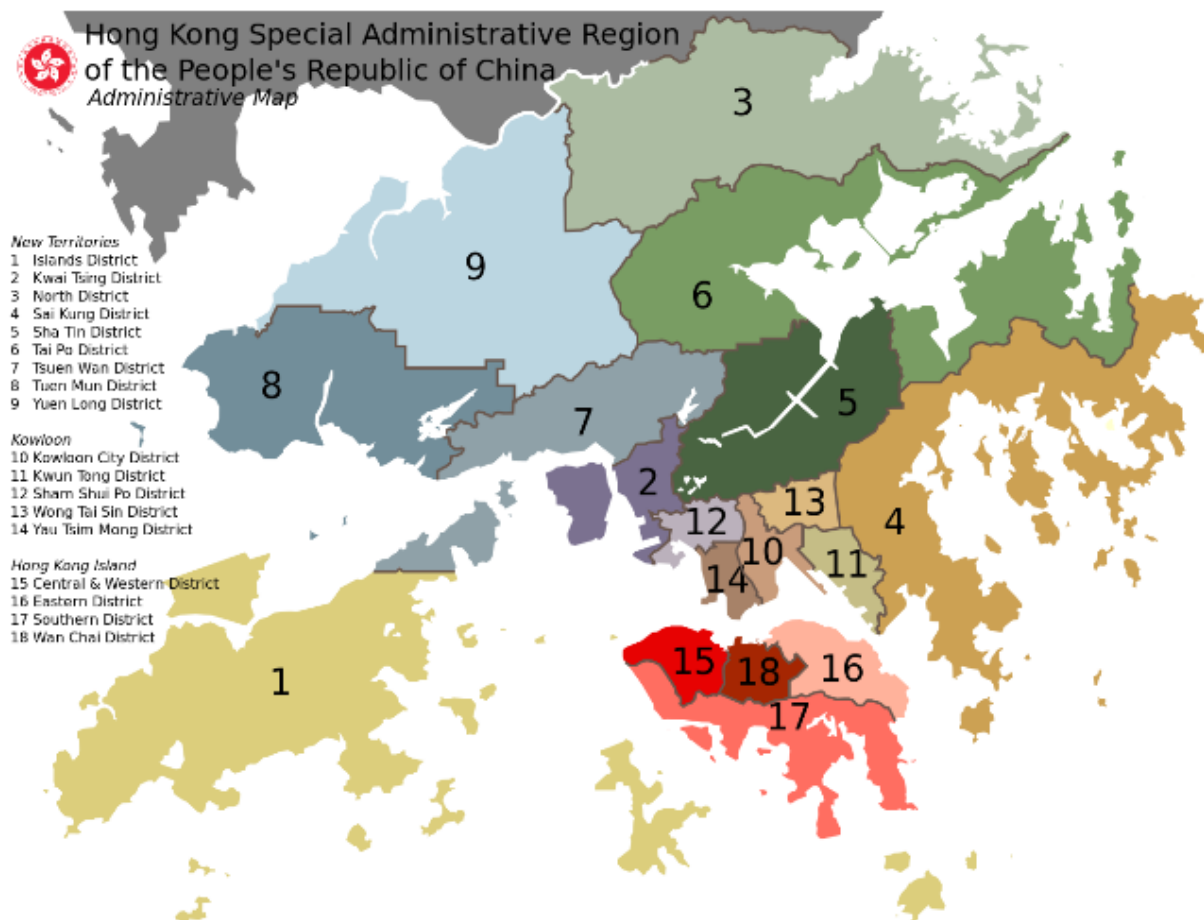 Hong Kong Special Administrative Region
of the People's Republic of China
Administrative Map
New Territories
1 Islands District
2 Kwai Tsing District
3 North District
4 Sai Kung District
5 Sha Tin District
6 Tai Po District
7 Tsuen Wan District
8 Tuen Mun District
9 Yuen Long District
Kowloon
10 Kowloon City District
11 Kwun Tong District
12 Sham Shui Po District
13 Wong Tai Sin District
14 Yau Tsim Mong District
Hong Kong Island
15 Central & Western District
16 Eastern District
17 Southern District
18 Wan Chai District
3
9
6
8
5
7
2
13
12
4
10
11
14
15
16
18
1
17